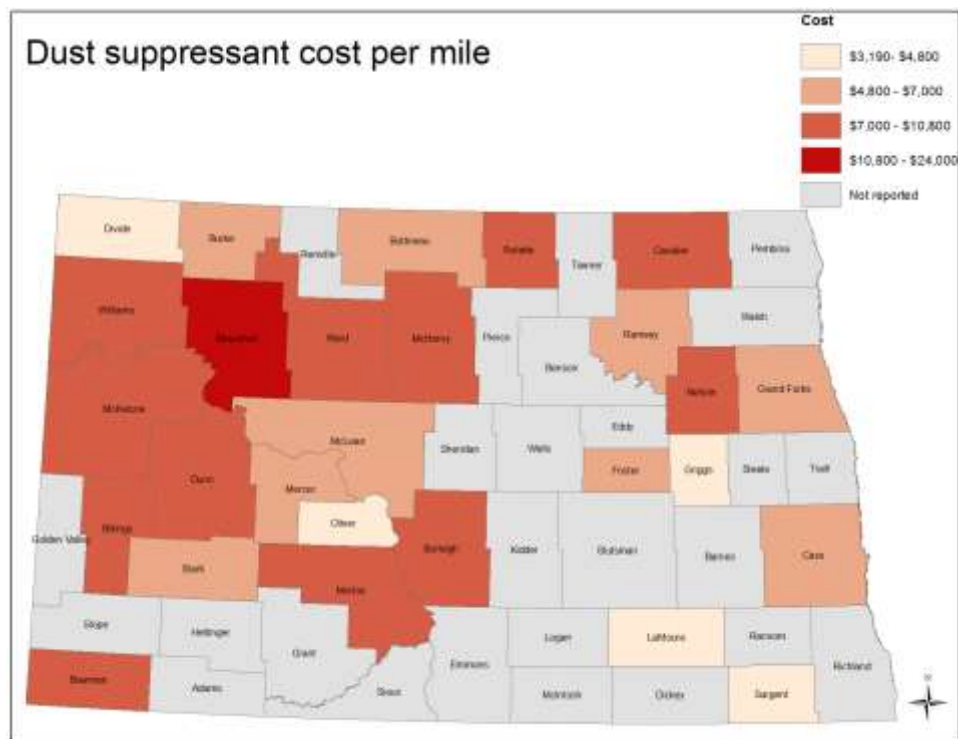 Cost
Dust suppressant cost per mile
$3,190- $4,800
$4,800 - $7,000
$7,000 - $10,800
$10,800 - $24,000
Not reported
Divide
Burke
Renville
Bottineau
Rolette
Towner
Cavalier
Pembina
Williams
Mountrail
Ward
McHenry
Pierce
Benson
Ramsey
Walsh
McKenzie
Nelson
Grand Forks
McLean
Sheridan
Wells
Eddy
Dunn
Mercer
Foster
Griggs
Steele
Traill
Oliver
Golden Valley
Billings
Burleigh
Kidder
Stutsman
Barnes
Cass
Stark
Morton
Slope
Hettinger
Grant
Logan
LaMoure
Ransom
Richland
Bowman
Adams
Sioux
Emmons
McIntosh
Dickey
Sargent
N